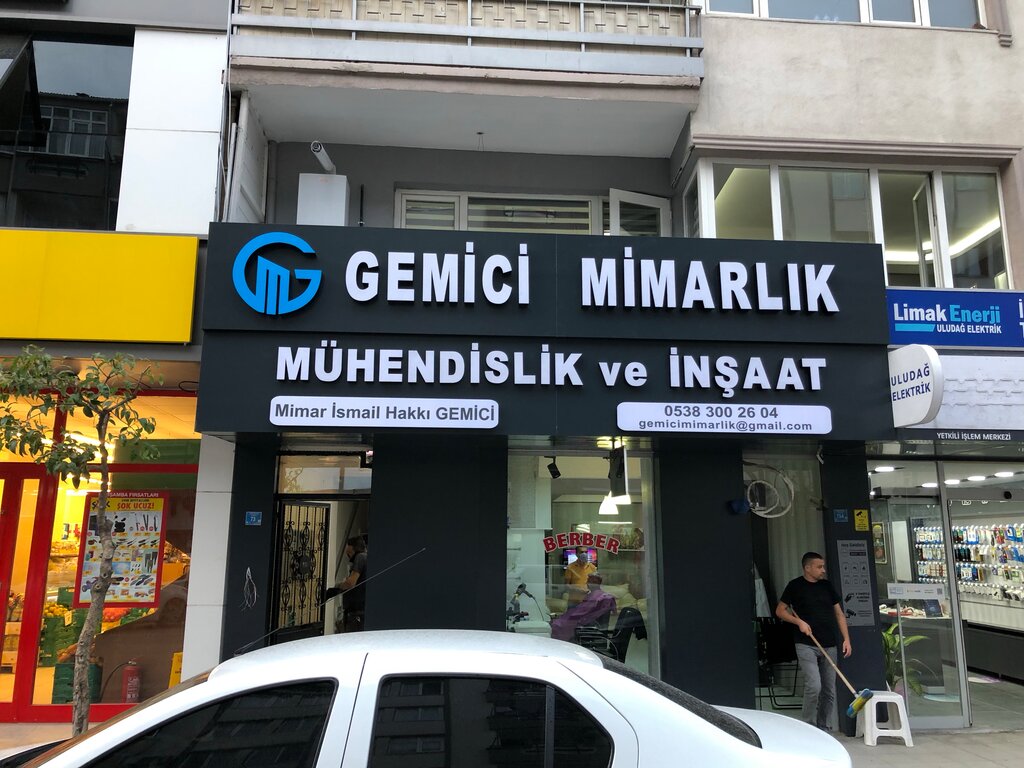 GEMİCİ MİMARLIK
MÜHENDİSLİK ve İNŞAAT
Mimar İsmail Hakkı GEMİCİ
0538 300 26 04
gemicimimarlik@gmail.com
Limak Enerji
ULUDAĞ ELEKTRİK
ULUDAĞ
ELEKTRİK
YETKİLİ İŞLEM MERKEZİ
BERBER
ŞOK UCUZ!